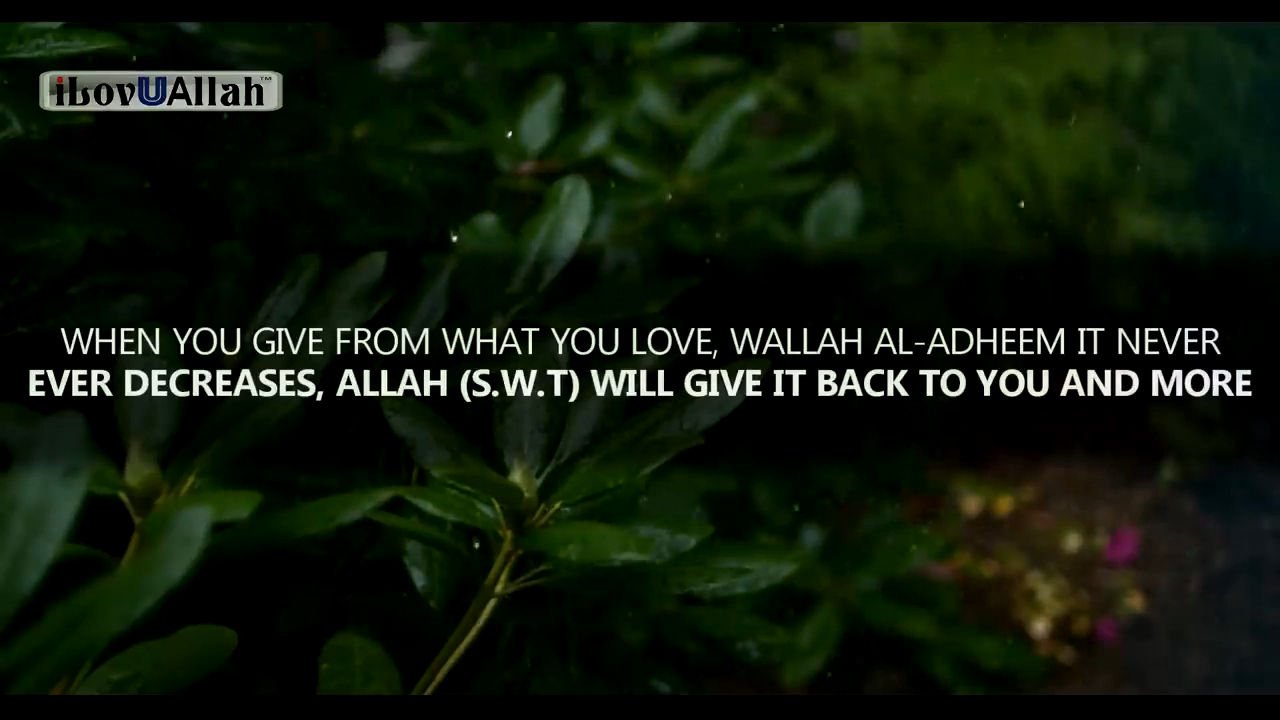 iLovUAllah™
WHEN YOU GIVE FROM WHAT YOU LOVE, WALLAH AL-ADHEEM IT NEVER
EVER DECREASES, ALLAH (S.W.T) WILL GIVE IT BACK TO YOU AND MORE